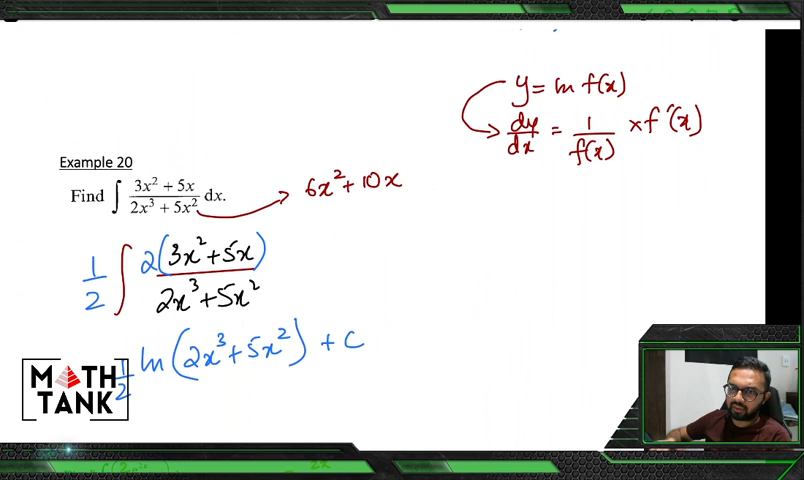 y = ln f(x)
dy/dx = 1/f(x) × f'(x)
Example 20
Find ∫ (3x² + 5x)/(2x³ + 5x²) dx.
6x² + 10x
1/2 ∫ 2(3x² + 5x)/(2x³ + 5x²)
1/2 ln(2x³ + 5x²) + C
MATH
TANK